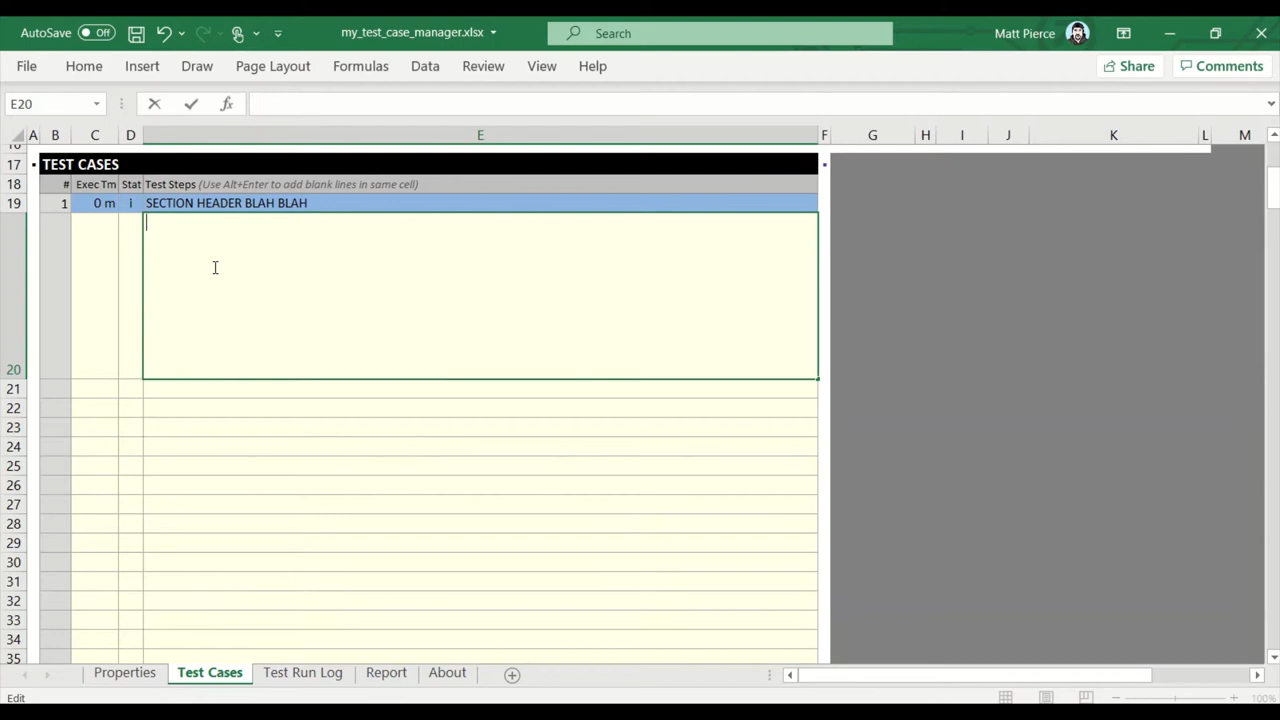 AutoSave Off my_test_case_manager.xlsx Search Matt Pierce
File Home Insert Draw Page Layout Formulas Data Review View Help Share Comments
E20 fx
A B C D E F G H I J K L M
17 TEST CASES
18 # Exec Tm Stat Test Steps (Use Alt+Enter to add blank lines in same cell)
19 1 0 m i SECTION HEADER BLAH BLAH
20
21
22
23
24
25
26
27
28
29
30
31
32
33
34
35
Properties Test Cases Test Run Log Report About
Edit 100%